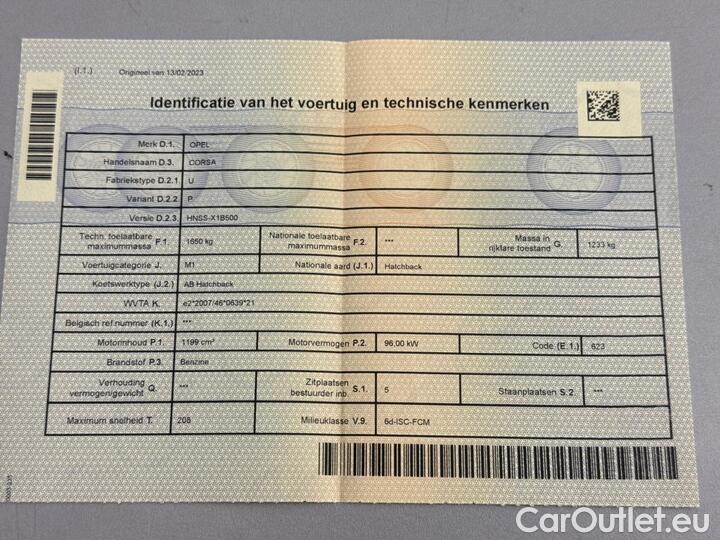 (I.1.) Origineel van 13/02/2023
Identificatie van het voertuig en technische kenmerken
Merk D.1. OPEL
Handelsnaam D.3. CORSA
Fabriekstype D.2.1 U
Variant D.2.2 P
Versie D.2.3. HNSS-X1B500
Techn. toelaatbare maximummassa F.1. 1650 kg Nationale toelaatbare maximummassa F.2. *** Massa in rijklare toestand G. 1233 kg
Voertuigcategorie J. M1 Nationale aard (J.1.) Hatchback
Koetswerktype (J.2.) AB Hatchback
WVTA K. e2*2007/46*0639*21
Belgisch ref.nummer (K.1.) ***
Motorinhoud P.1. 1199 cm³ Motorvermogen P.2. 96,00 kW Code (E.1.) 623
Brandstof P.3. Benzine
Verhouding vermogen/gewicht Q. *** Zitplaatsen bestuurder inb. S.1. 5 Staanplaatsen S.2. ***
Maximum snelheid T. 208 Milieuklasse V.9. 6d-ISC-FCM
CarOutlet.eu